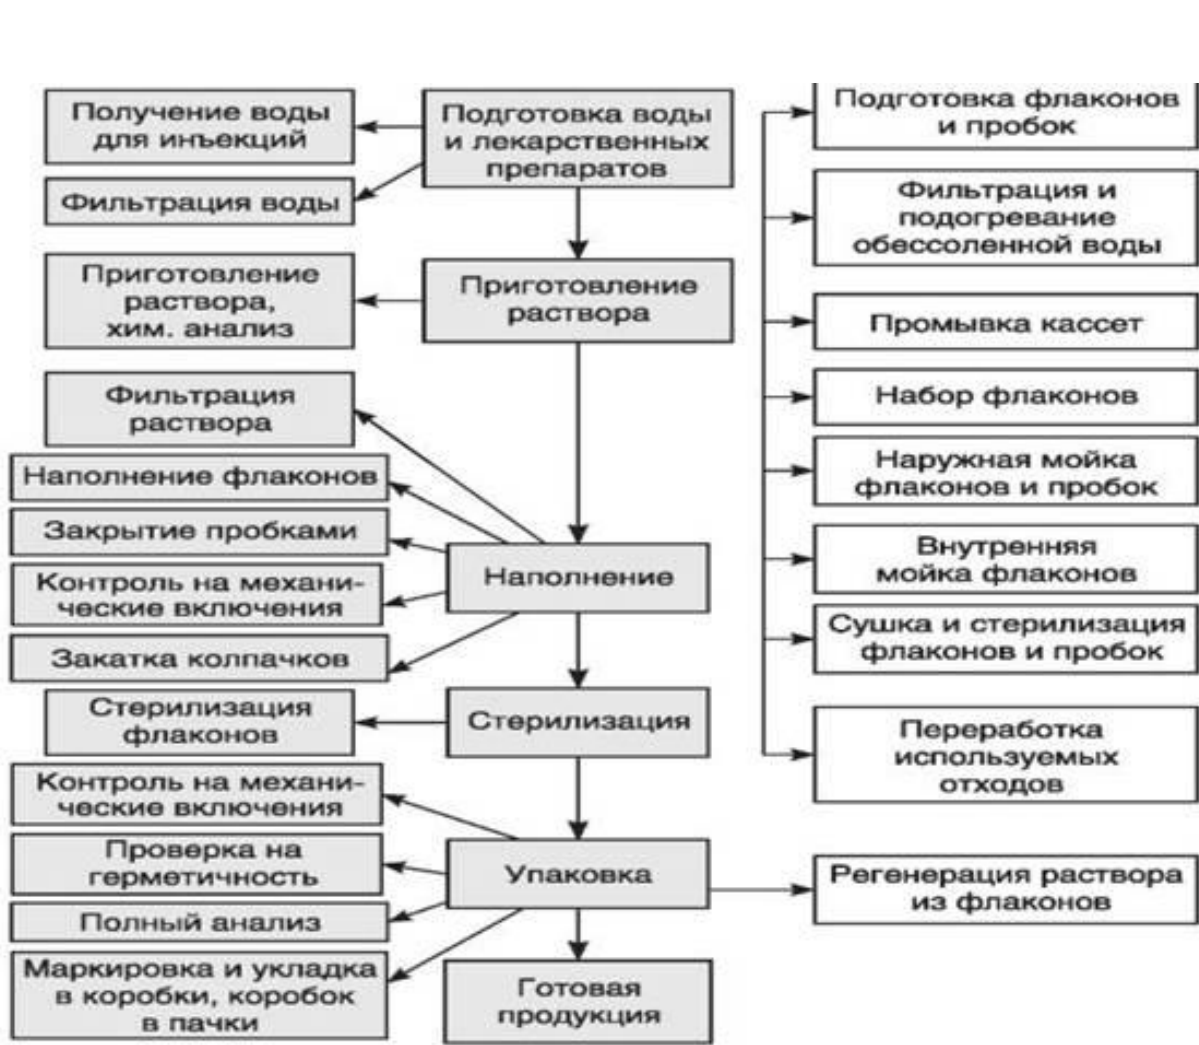 Получение воды
для инъекций
Фильтрация воды
Приготовление
раствора,
хим. анализ
Фильтрация
раствора
Наполнение флаконов
Закрытие пробками
Контроль на механи-
ческие включения
Закатка колпачков
Стерилизация
флаконов
Контроль на механи-
ческие включения
Проверка на
герметичность
Полный анализ
Маркировка и укладка
в коробки, коробок
в пачки
Подготовка воды
и лекарственных
препаратов
Приготовление
раствора
Наполнение
Стерилизация
Упаковка
Готовая
продукция
Подготовка флаконов
и пробок
Фильтрация и
подогревание
обессоленной воды
Промывка кассет
Набор флаконов
Наружная мойка
флаконов и пробок
Внутренняя
мойка флаконов
Сушка и стерилизация
флаконов и пробок
Переработка
используемых
отходов
Регенерация раствора
из флаконов